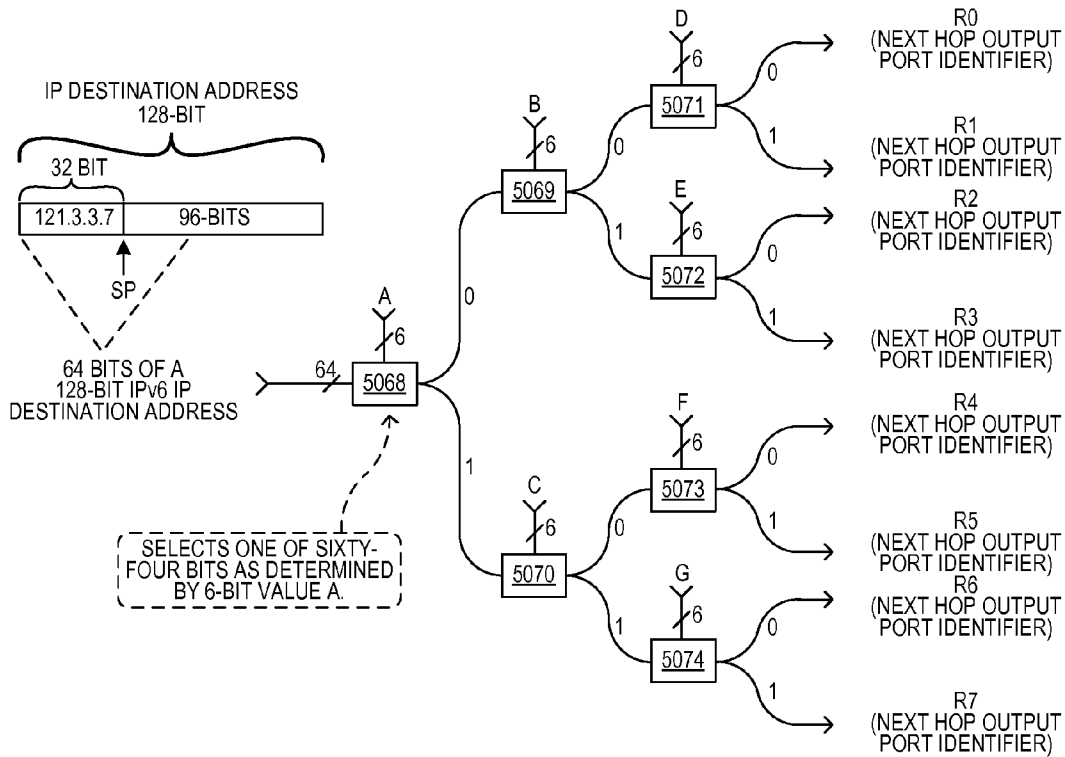 IP DESTINATION ADDRESS
128-BIT
32 BIT
121.3.3.7
96-BITS
SP
64 BITS OF A
128-BIT IPv6 IP
DESTINATION ADDRESS
64
A
6
5068
SELECTS ONE OF SIXTY-
FOUR BITS AS DETERMINED
BY 6-BIT VALUE A.
0
1
B
6
5069
0
1
C
6
5070
0
1
D
6
5071
0
1
E
6
5072
0
1
F
6
5073
0
1
G
6
5074
0
1
R0
(NEXT HOP OUTPUT
PORT IDENTIFIER)
R1
(NEXT HOP OUTPUT
PORT IDENTIFIER)
R2
(NEXT HOP OUTPUT
PORT IDENTIFIER)
R3
(NEXT HOP OUTPUT
PORT IDENTIFIER)
R4
(NEXT HOP OUTPUT
PORT IDENTIFIER)
R5
(NEXT HOP OUTPUT
PORT IDENTIFIER)
R6
(NEXT HOP OUTPUT
PORT IDENTIFIER)
R7
(NEXT HOP OUTPUT
PORT IDENTIFIER)